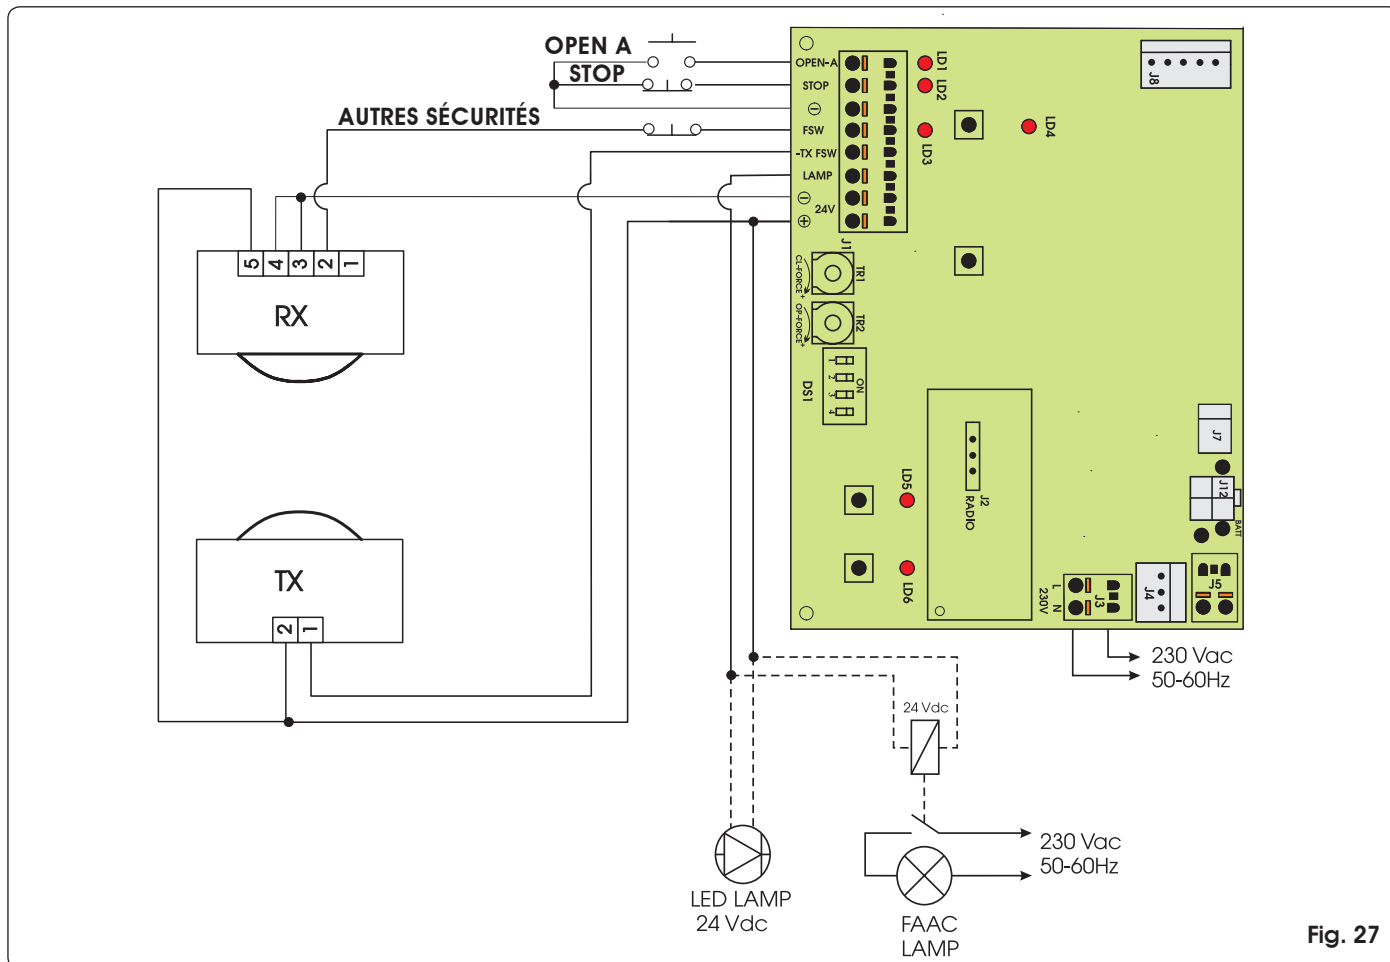 OPEN A
STOP
AUTRES SÉCURITÉS
OPEN-A
STOP
⊖
FSW
-TX FSW
LAMP
⊖
24V
⊕
LD1
LD2
LD3
LD4
J8
J1
TR1
CL-FORCE +
TR2
OP-FORCE +
DS1
1
2
3
4
ON
5
4
3
2
1
RX
TX
2
1
LD5
LD6
J2
RADIO
J7
J12
BATT
L
N
230V
J3
J4
J5
230 Vac
50-60Hz
24 Vdc
230 Vac
50-60Hz
LED LAMP
24 Vdc
FAAC
LAMP
Fig. 27